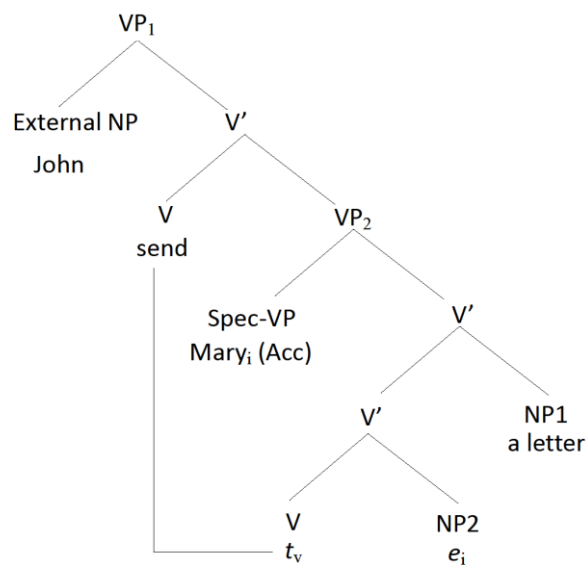 VP₁
External NP V’
John
V VP₂
send
Spec-VP V’
Maryᵢ (Acc)
V’ NP1
a letter
V NP2
tᵥ eᵢ